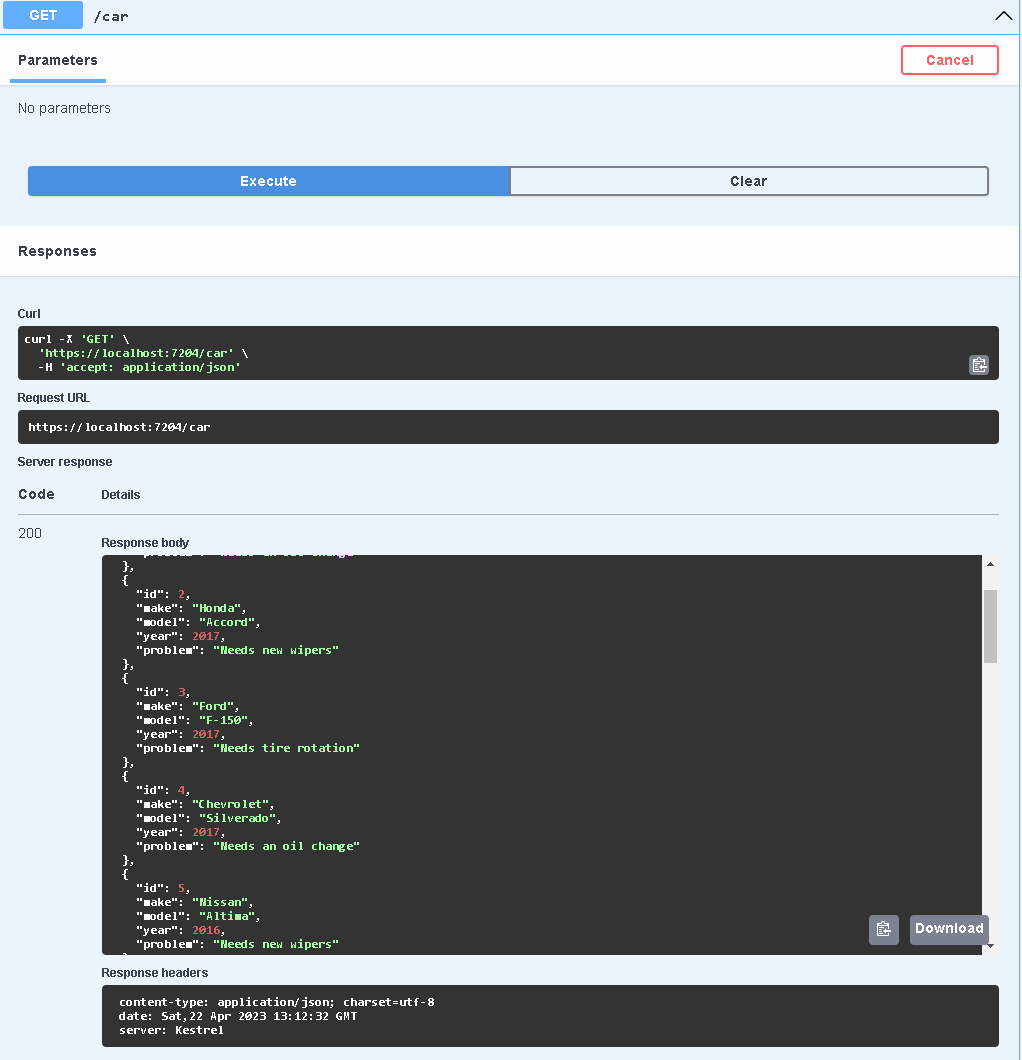 GET /car
Parameters
Cancel
No parameters
Execute
Clear
Responses
Curl
curl -X 'GET' \
  'https://localhost:7204/car' \
  -H 'accept: application/json'
Request URL
https://localhost:7204/car
Server response
Code Details
200
Response body
},
{
  "id": 2,
  "make": "Honda",
  "model": "Accord",
  "year": 2017,
  "problem": "Needs new wipers"
},
{
  "id": 3,
  "make": "Ford",
  "model": "F-150",
  "year": 2017,
  "problem": "Needs tire rotation"
},
{
  "id": 4,
  "make": "Chevrolet",
  "model": "Silverado",
  "year": 2017,
  "problem": "Needs an oil change"
},
{
  "id": 5,
  "make": "Nissan",
  "model": "Altima",
  "year": 2016,
  "problem": "Needs new wipers"
Download
Response headers
content-type: application/json; charset=utf-8
date: Sat,22 Apr 2023 13:12:32 GMT
server: Kestrel